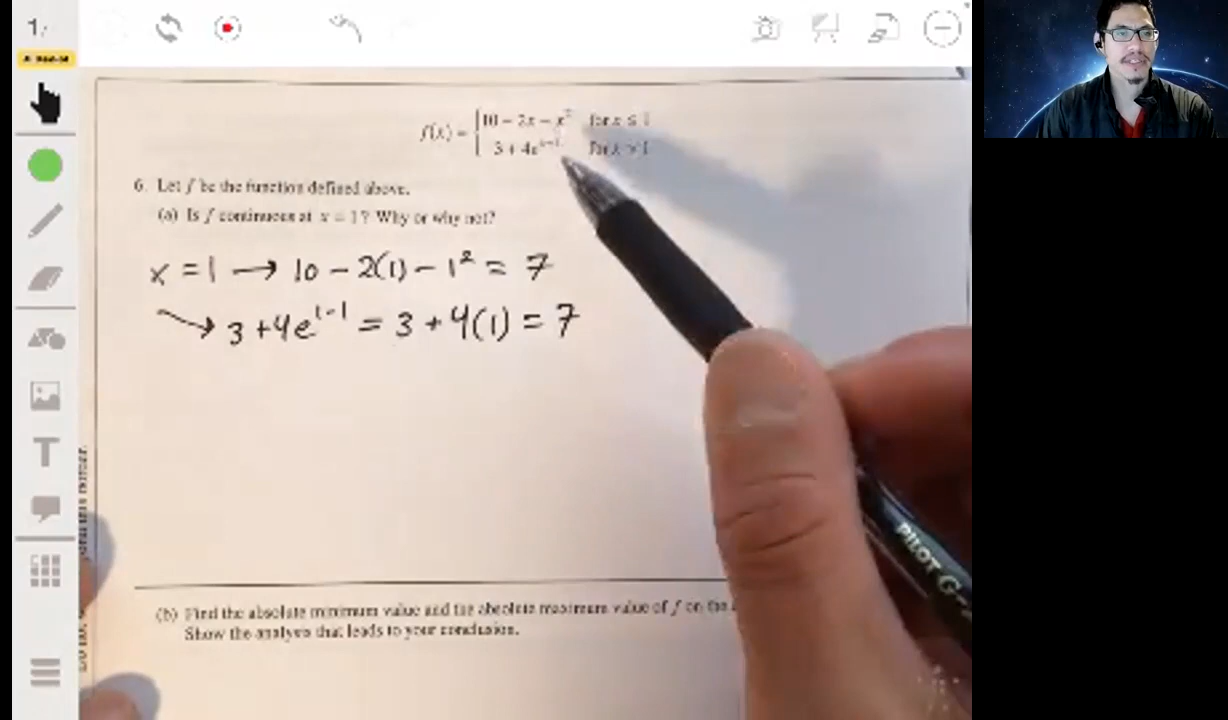 f(x) = { 10 − 2x − x² for x ≤ 1
3 + 4e^(x−1) for x > 1
6. Let f be the function defined above.
(a) Is f continuous at x = 1? Why or why not?
x = 1 → 10 − 2(1) − 1² = 7
→ 3 + 4e^(1-1) = 3 + 4(1) = 7
(b) Find the absolute minimum value and the absolute maximum value of f on the
Show the analysis that leads to your conclusion.
PILOT G-2
T